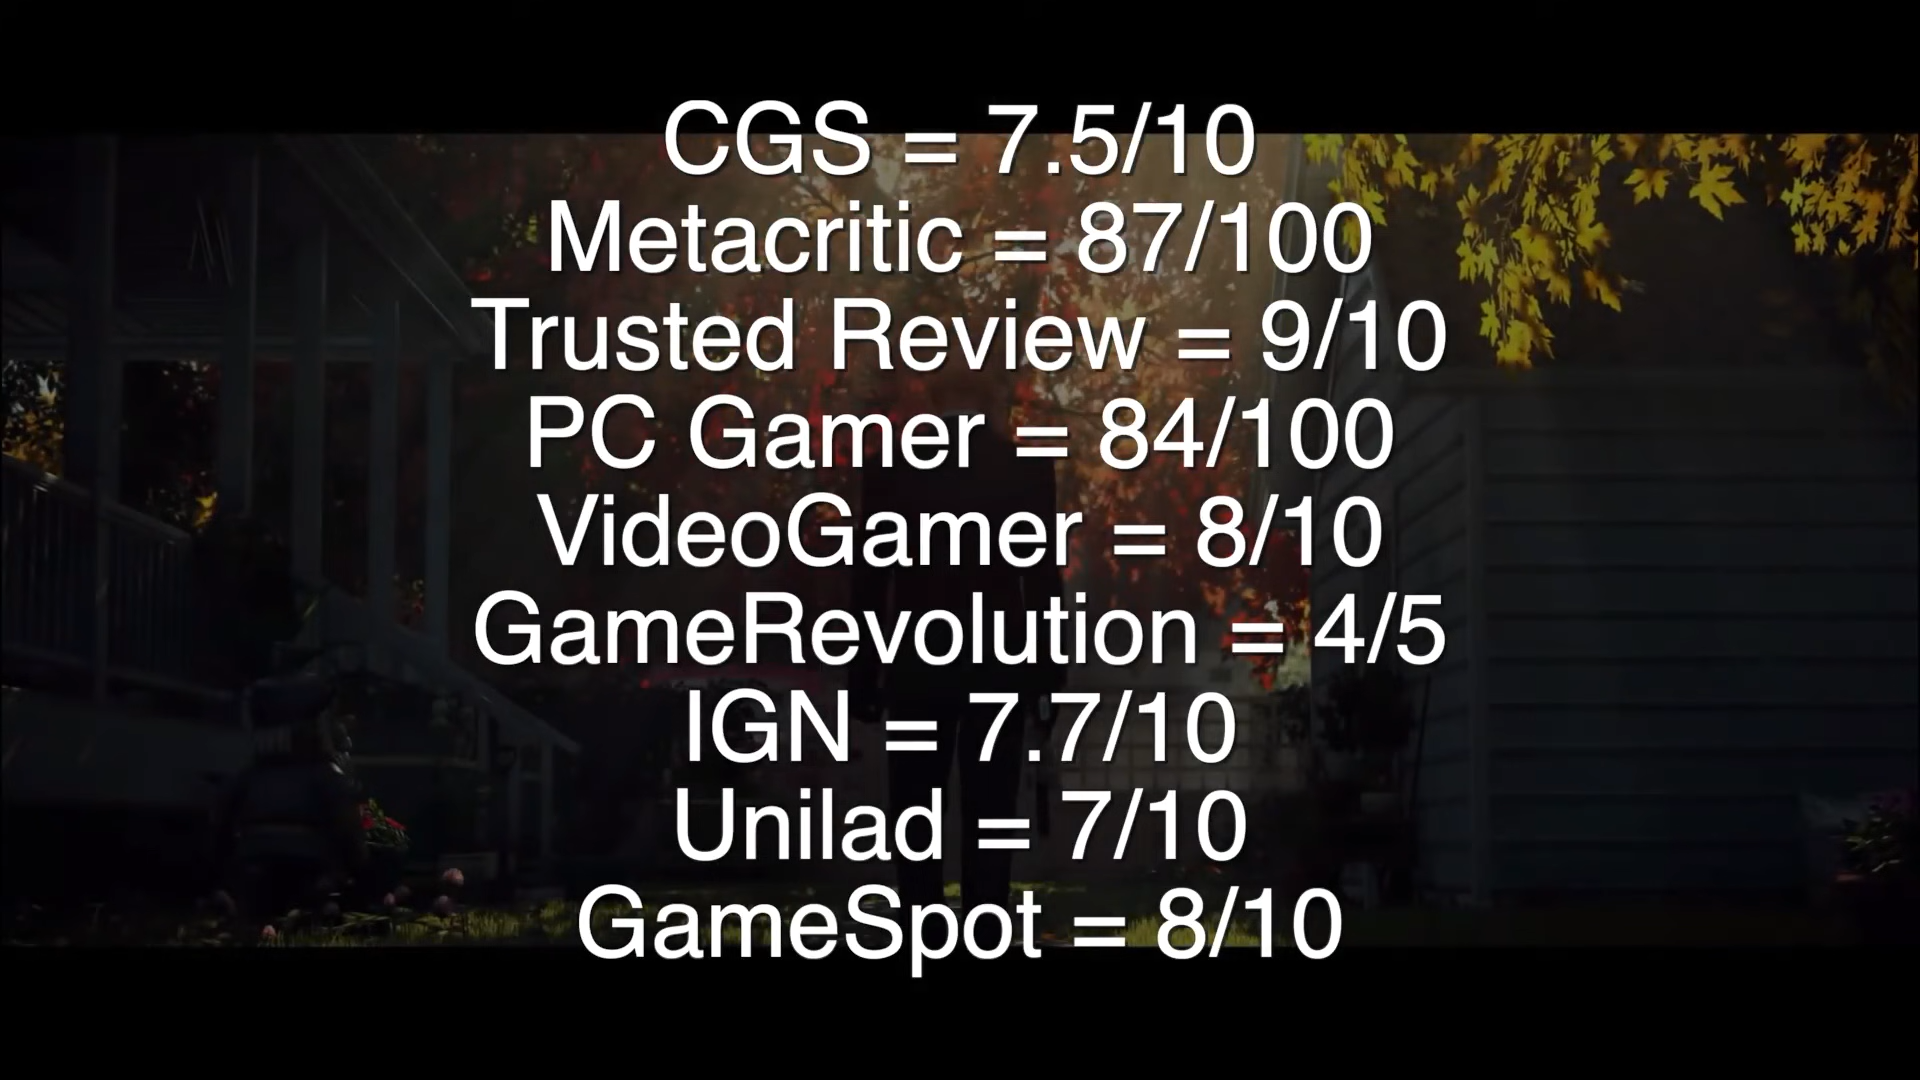 CGS = 7.5/10
Metacritic = 87/100
Trusted Review = 9/10
PC Gamer = 84/100
VideoGamer = 8/10
GameRevolution = 4/5
IGN = 7.7/10
Unilad = 7/10
GameSpot = 8/10